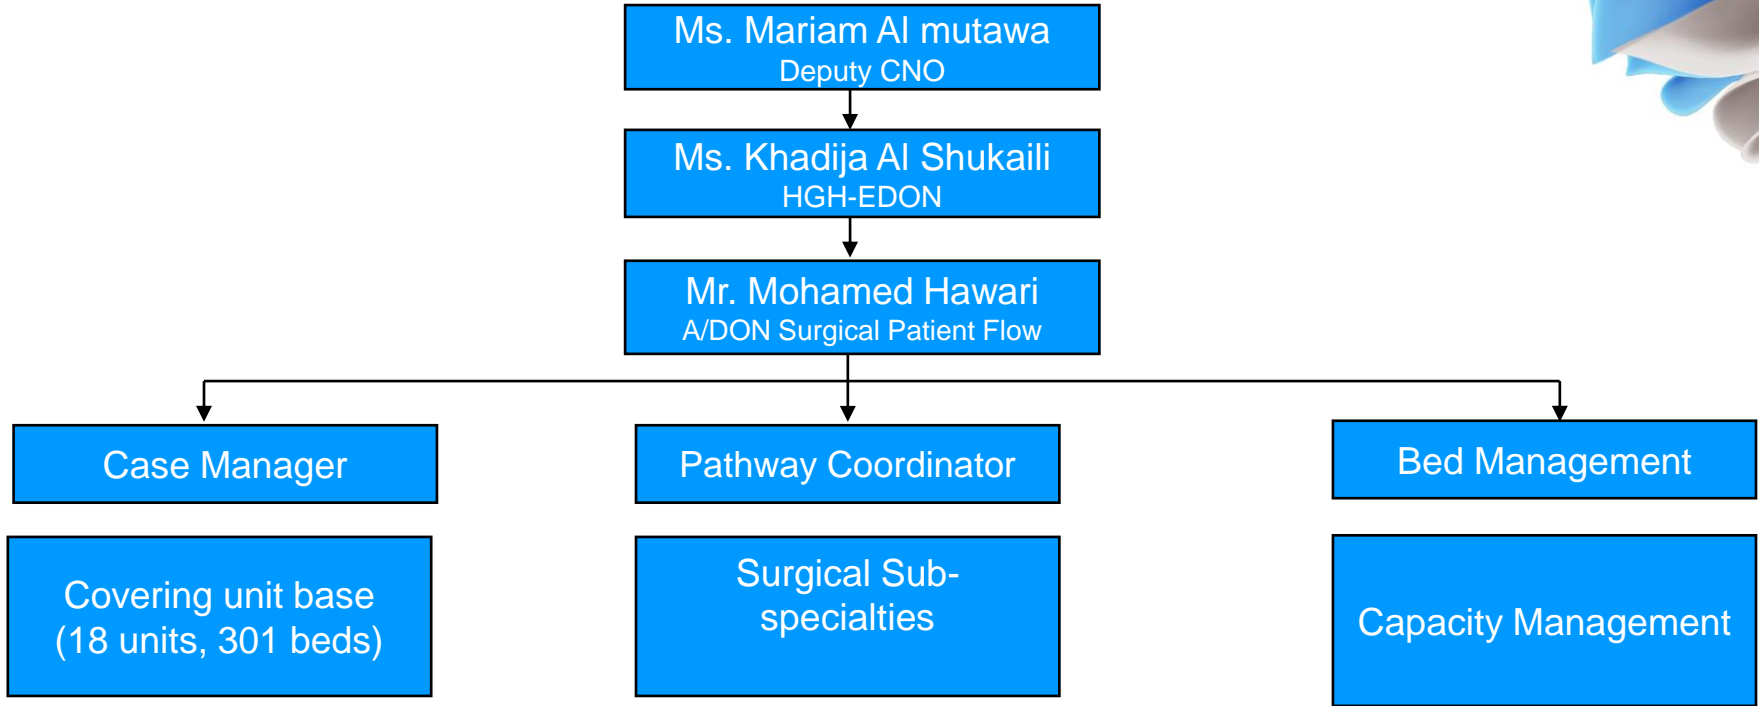 Ms. Mariam Al mutawa
Deputy CNO
Ms. Khadija Al Shukaili
HGH-EDON
Mr. Mohamed Hawari
A/DON Surgical Patient Flow
Case Manager
Pathway Coordinator
Bed Management
Covering unit base
(18 units, 301 beds)
Surgical Sub-
specialties
Capacity Management